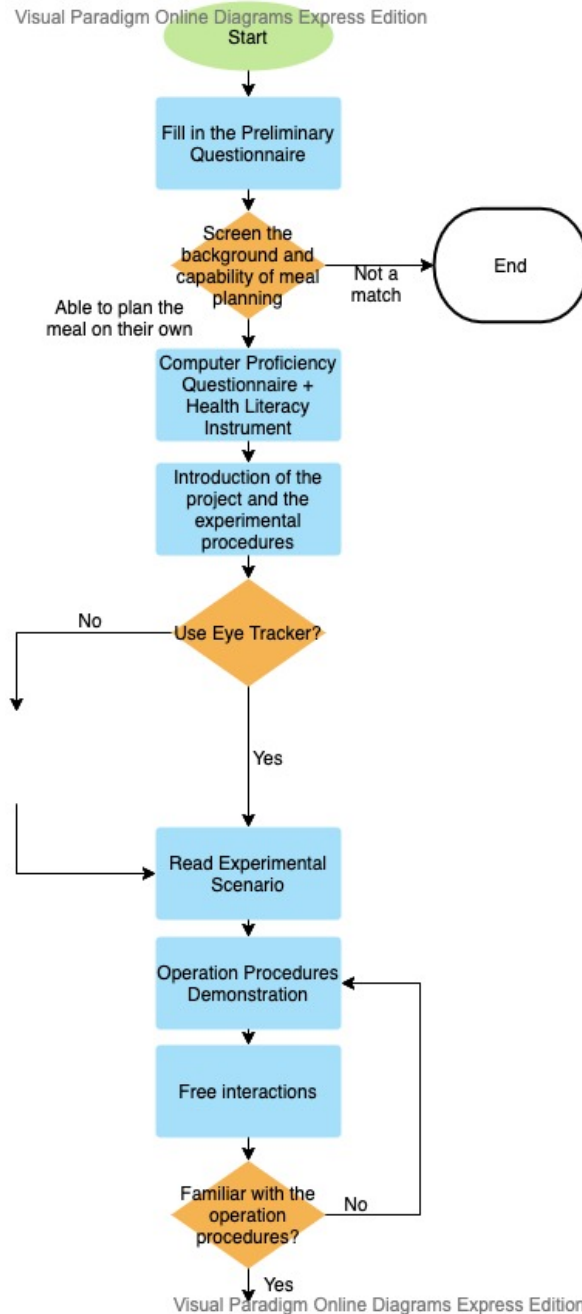 Visual Paradigm Online Diagrams Express Edition
Start
Fill in the Preliminary
Questionnaire
Screen the
background and
capability of meal
planning
Not a
match
End
Able to plan the
meal on their own
Computer Proficiency
Questionnaire +
Health Literacy
Instrument
Introduction of the
project and the
experimental
procedures
No
Use Eye Tracker?
Yes
Read Experimental
Scenario
Operation Procedures
Demonstration
Free interactions
Familiar with the
operation
procedures?
No
Yes
Visual Paradigm Online Diagrams Express Edition